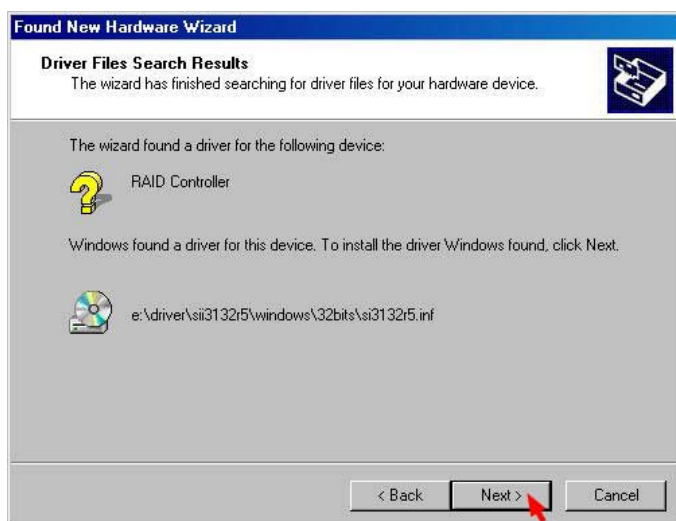 Found New Hardware Wizard
Driver Files Search Results
The wizard has finished searching for driver files for your hardware device.
The wizard found a driver for the following device:
RAID Controller
Windows found a driver for this device. To install the driver Windows found, click Next.
e:\driver\sii3132r5\windows\32bits\si3132r5.inf
< Back
Next >
Cancel